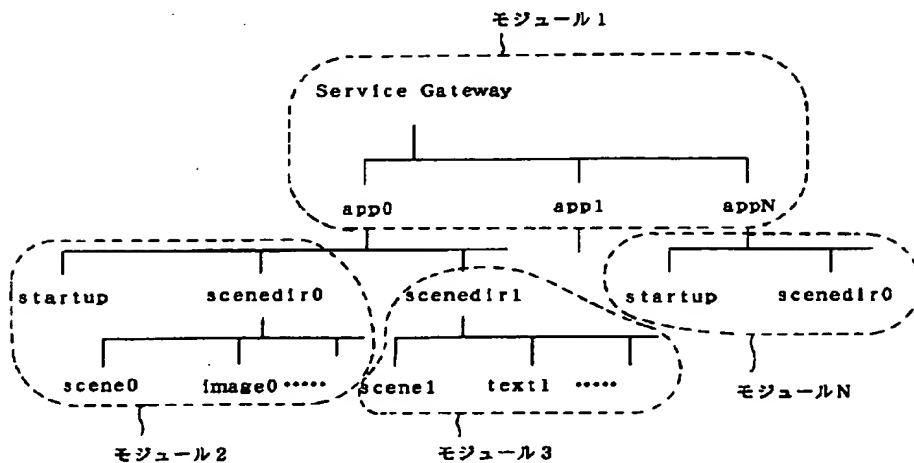 モジュール1
Service Gateway
app0 app1 appN
startup scenedir0 scenedir1 startup scenedir0
scene0 image0 ••••• scene1 text1 •••••
モジュールN
モジュール2 モジュール3